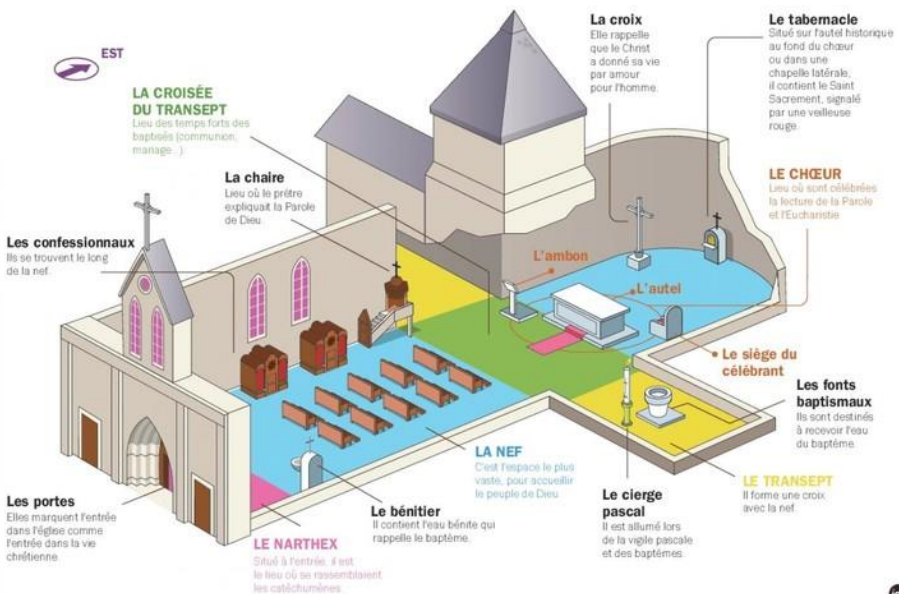 EST
LA CROISÉE
DU TRANSEPT
Lieu des temps forts des
baptisés (communion,
mariage...)
La chaire
Lieu où le prêtre
expliquait la Parole
de Dieu.
Les confessionnaux
Ils se trouvent le long
de la nef.
La croix
Elle rappelle
que le Christ
a donné sa vie
par amour
pour l'homme.
Le tabernacle
Situé sur l'autel historique
au fond du chœur
ou dans une
chapelle latérale,
il contient le Saint
Sacrement, signalé
par une veilleuse
rouge.
LE CHŒUR
Lieu où sont célébrées
la lecture de la Parole
et l'Eucharistie
L'ambon
L'autel
Le siège du
célébrant
Les fonts
baptismaux
Ils sont destinés
à recevoir l'eau
du baptême.
LE TRANSEPT
Il forme une croix
avec la nef.
Le cierge
pascal
Il est allumé lors
de la vigile pascale
et des baptêmes.
LA NEF
C'est l'espace le plus
vaste, pour accueillir
le peuple de Dieu.
Le bénitier
Il contient l'eau bénite qui
rappelle le baptême.
LE NARTHEX
Situé à l'entrée, il est
le lieu où se rassemblaient
les catéchumènes.
Les portes
Elles marquent l'entrée
dans l'église comme
l'entrée dans la vie
chrétienne.